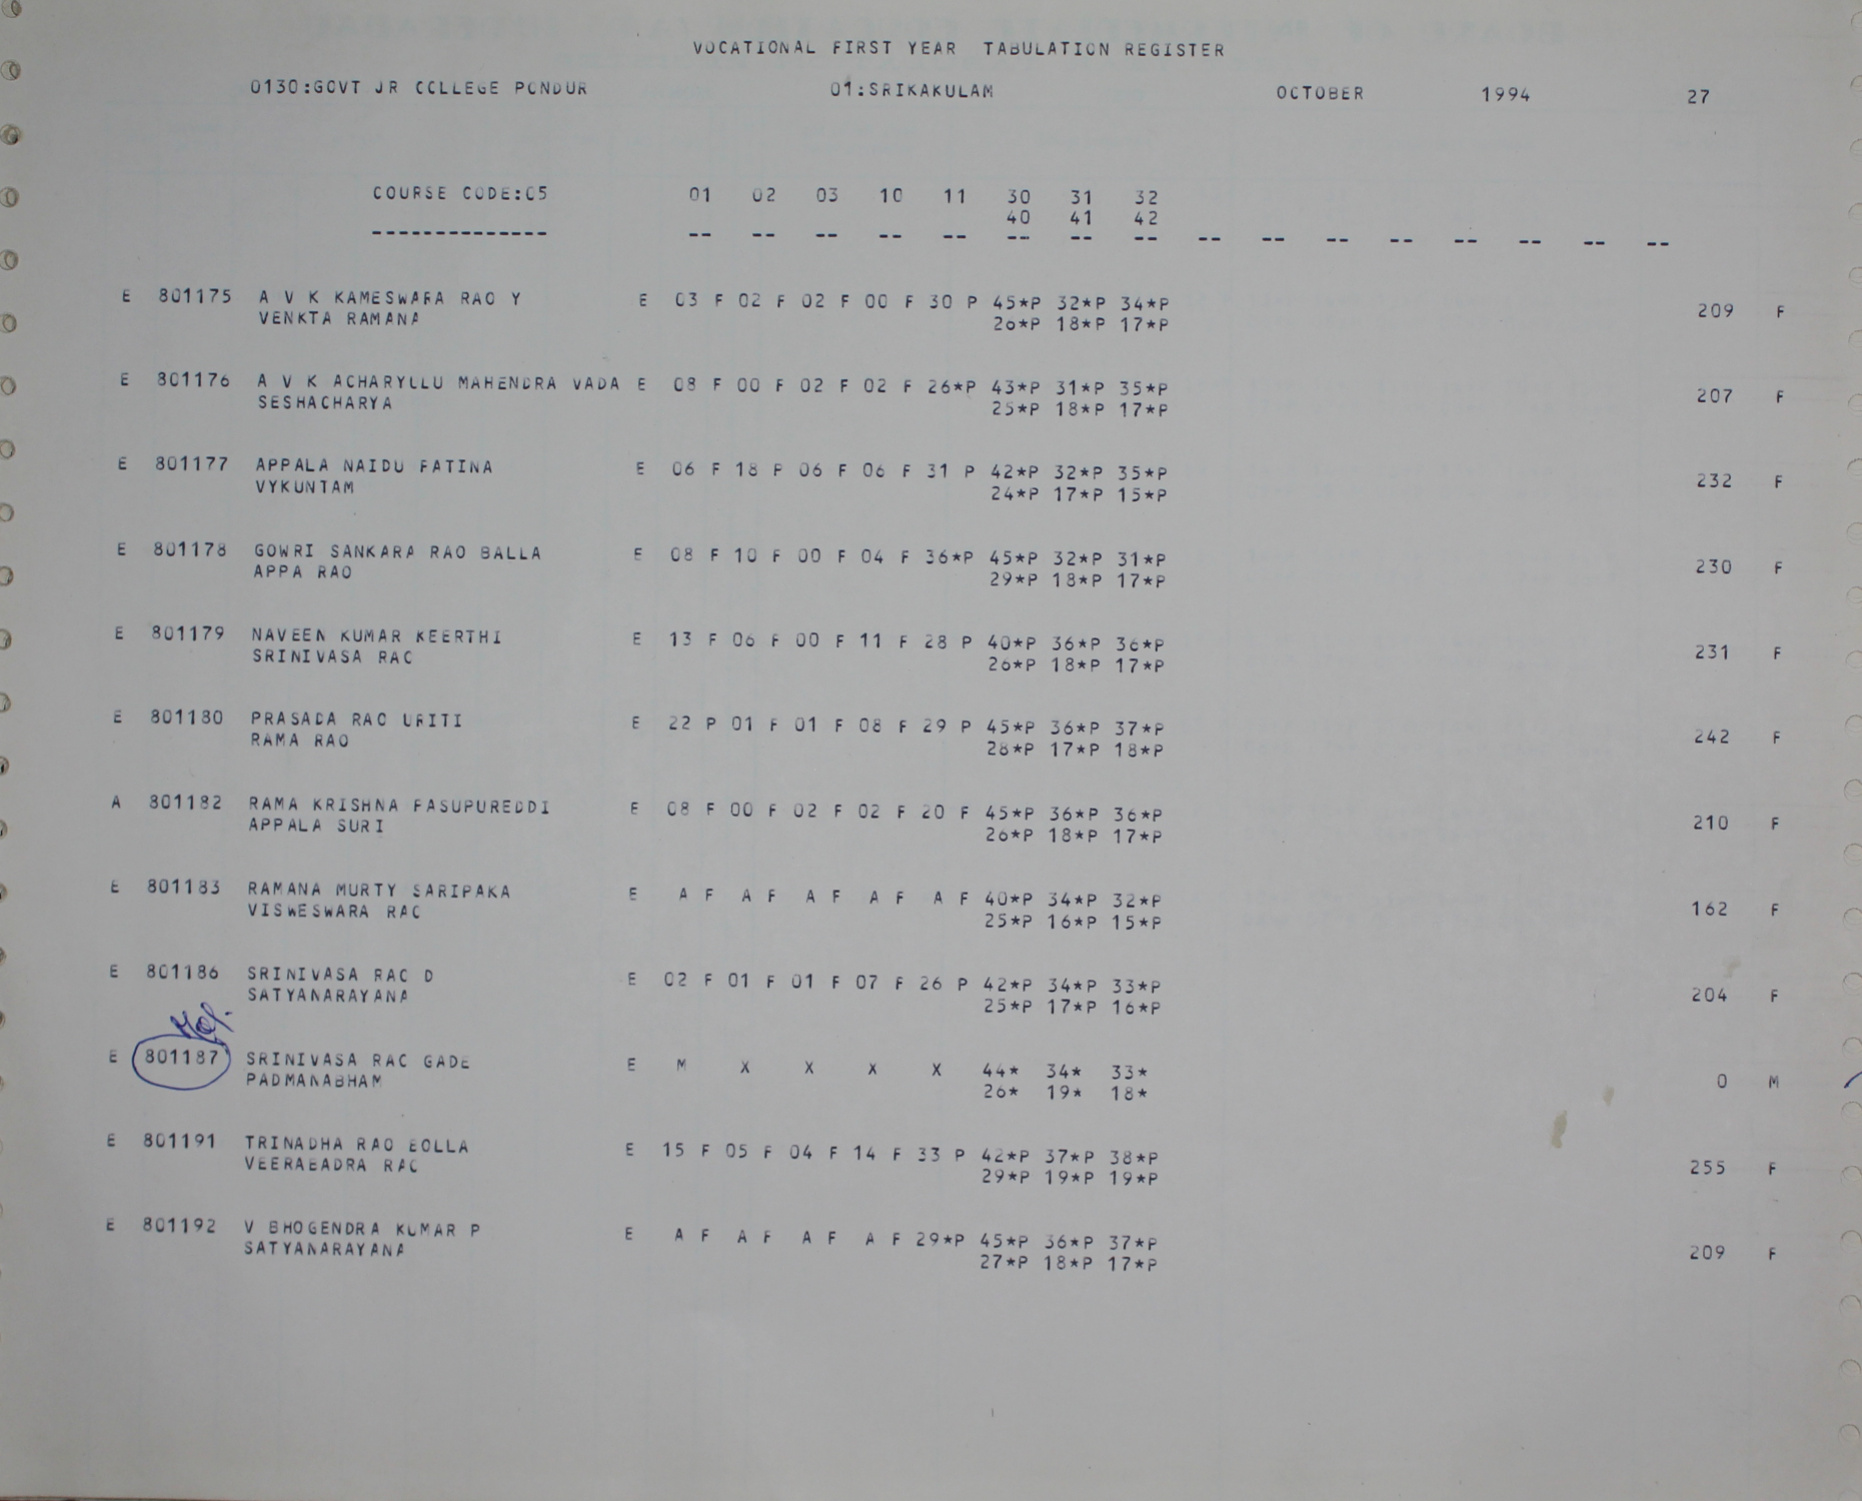 VOCATIONAL FIRST YEAR TABULATION REGISTER
0130:GOVT JR COLLEGE PONDUR 01:SRIKAKULAM OCTOBER 1994 27
COURSE CODE:05 01 02 03 10 11 30 31 32
40 41 42
-------------- -- -- -- -- -- -- -- -- -- -- -- -- -- -- -- --
E 801175 A V K KAMESWARA RAO Y E 03 F 02 F 02 F 00 F 30 P 45*P 32*P 34*P
VENKTA RAMANA 26*P 18*P 17*P 209 F
E 801176 A V K ACHARYLLU MAHENDRA VADA E 08 F 00 F 02 F 02 F 26*P 43*P 31*P 35*P
SESHACHARYA 25*P 18*P 17*P 207 F
E 801177 APPALA NAIDU PATINA E 06 F 18 P 06 F 06 F 31 P 42*P 32*P 35*P
VYKUNTAM 24*P 17*P 15*P 232 F
E 801178 GOWRI SANKARA RAO BALLA E 08 F 10 F 00 F 04 F 36*P 45*P 32*P 31*P
APPA RAO 29*P 18*P 17*P 230 F
E 801179 NAVEEN KUMAR KEERTHI E 13 F 06 F 00 F 11 F 28 P 40*P 36*P 36*P
SRINIVASA RAO 26*P 18*P 17*P 231 F
E 801180 PRASADA RAO URITI E 22 P 01 F 01 F 08 F 29 P 45*P 36*P 37*P
RAMA RAO 28*P 17*P 18*P 242 F
A 801182 RAMA KRISHNA PASUPUREDDI E 08 F 00 F 02 F 02 F 20 F 45*P 36*P 36*P
APPALA SURI 26*P 18*P 17*P 210 F
E 801183 RAMANA MURTY SARIPAKA E A F A F A F A F A F 40*P 34*P 32*P
VISWESWARA RAO 25*P 16*P 15*P 162 F
E 801186 SRINIVASA RAO D E 02 F 01 F 01 F 07 F 26 P 42*P 34*P 33*P
SATYANARAYANA 25*P 17*P 16*P 204 F
E 801187 SRINIVASA RAO GADE E M X X X X 44* 34* 33*
PADMANABHAM 26* 19* 18* 0 M
E 801191 TRINADHA RAO BOLLA E 15 F 05 F 04 F 14 F 33 P 42*P 37*P 38*P
VEERABADRA RAO 29*P 19*P 19*P 255 F
E 801192 V BHOGENDRA KUMAR P E A F A F A F A F 29*P 45*P 36*P 37*P
SATYANARAYANA 27*P 18*P 17*P 209 F